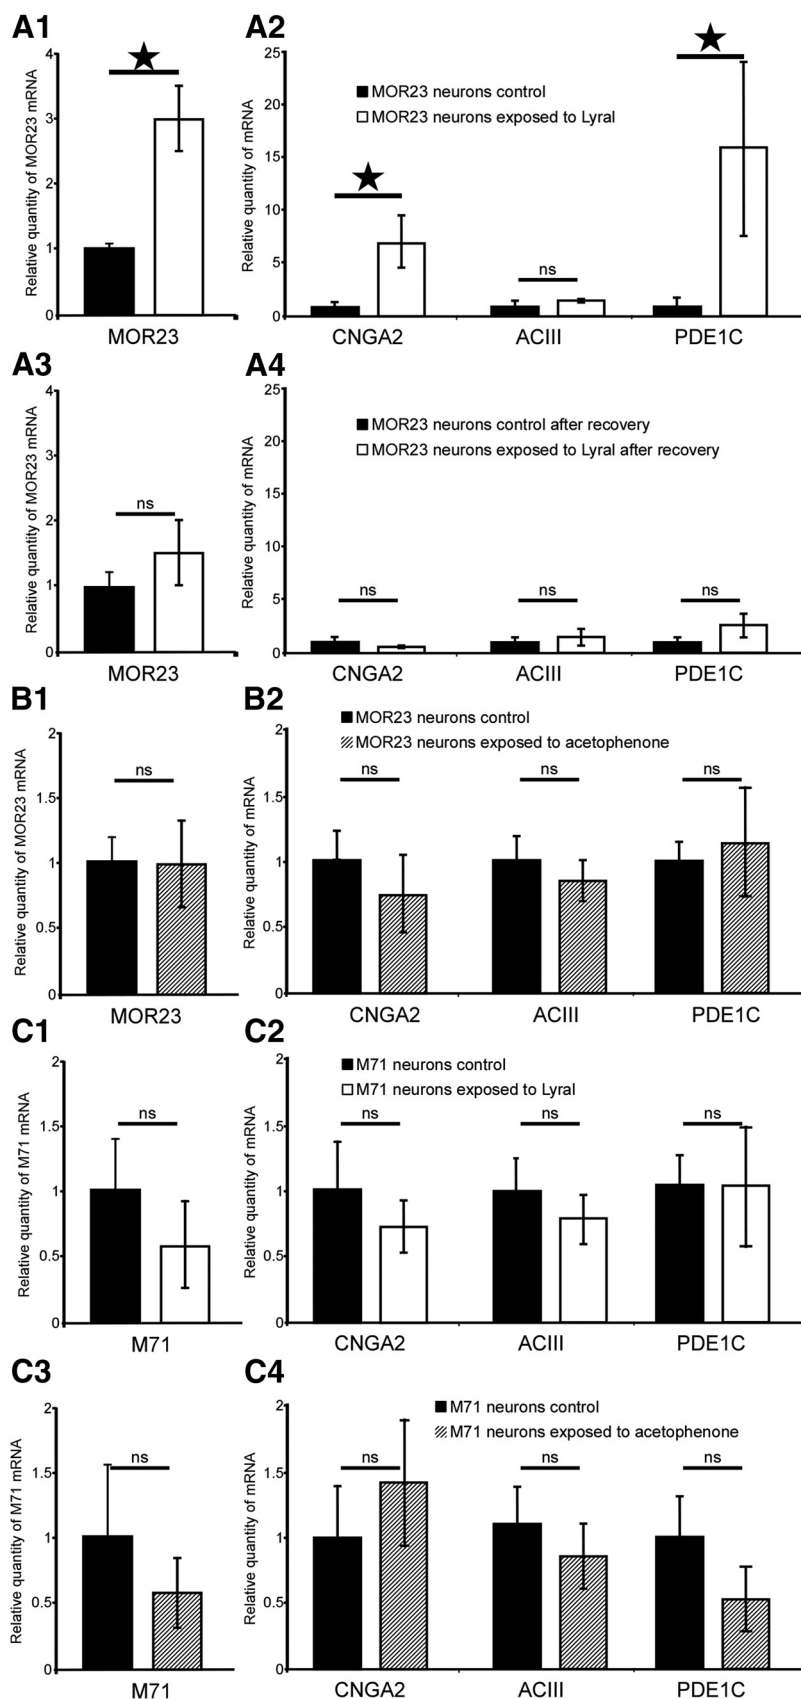 A1
A2
4
3
2
1
0
Relative quantity of MOR23 mRNA
MOR23
25
20
15
10
5
0
Relative quantity of mRNA
MOR23 neurons control
MOR23 neurons exposed to Lyral
ns
CNGA2 ACIII PDE1C
A3
A4
4
3
2
1
0
Relative quantity of MOR23 mRNA
ns
MOR23
25
20
15
10
5
0
Relative quantity of mRNA
MOR23 neurons control after recovery
MOR23 neurons exposed to Lyral after recovery
ns ns ns
CNGA2 ACIII PDE1C
B1
B2
2
1.5
1
0.5
0
Relative quantity of MOR23 mRNA
ns
MOR23
2
1.5
1
0.5
0
Relative quantity of mRNA
MOR23 neurons control
MOR23 neurons exposed to acetophenone
ns ns ns
CNGA2 ACIII PDE1C
C1
C2
2
1.5
1
0.5
0
Relative quantity of M71 mRNA
ns
M71
2
1.5
1
0.5
0
Relative quantity of mRNA
M71 neurons control
M71 neurons exposed to Lyral
ns ns ns
CNGA2 ACIII PDE1C
C3
C4
2
1.5
1
0.5
0
Relative quantity of M71 mRNA
ns
M71
2
1.5
1
0.5
0
Relative quantity of mRNA
M71 neurons control
M71 neurons exposed to acetophenone
ns ns ns
CNGA2 ACIII PDE1C